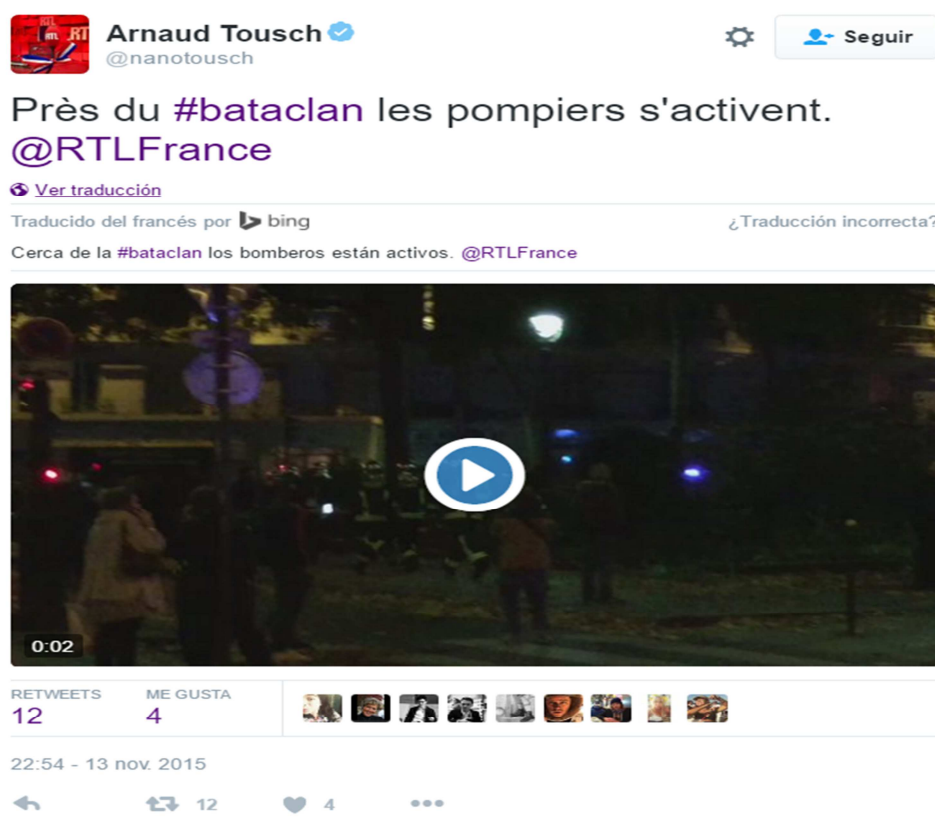 Arnaud Tousch
@nanotousch
Seguir
Près du #bataclan les pompiers s'activent.
@RTLFrance
Ver traducción
Traducido del francés por bing
¿Traducción incorrecta?
Cerca de la #bataclan los bomberos están activos. @RTLFrance
0:02
RETWEETS
12
ME GUSTA
4
22:54 - 13 nov. 2015
12
4